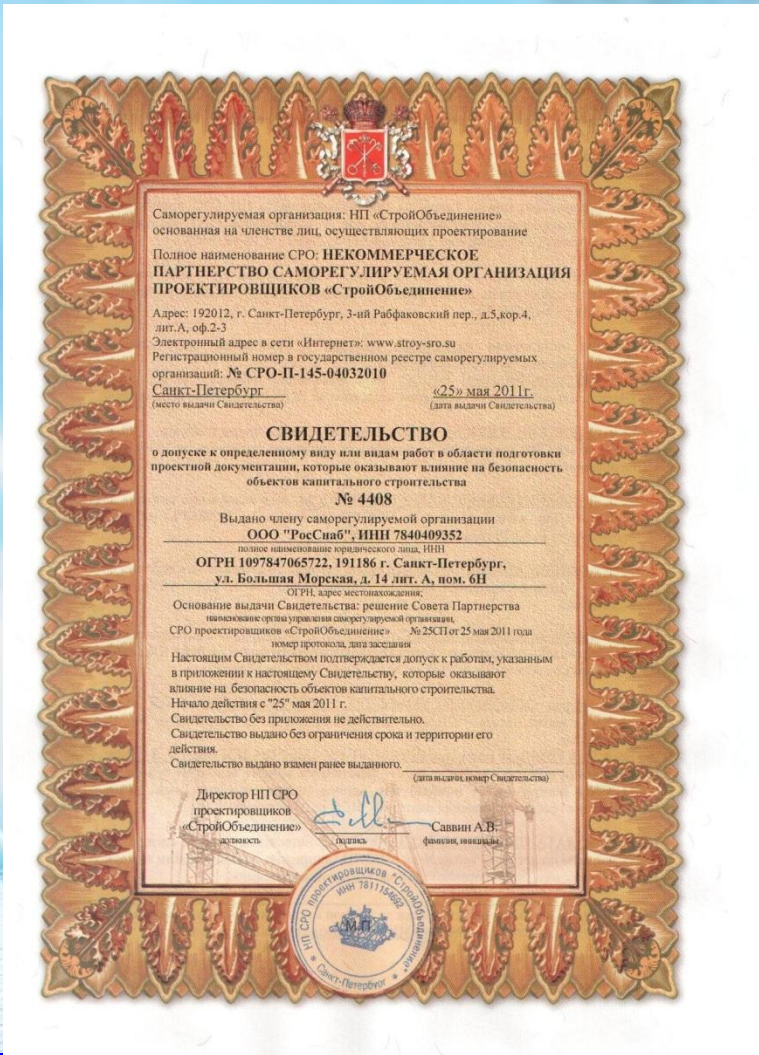 Саморегулируемая организация: НП «СтройОбъединение»
основанная на членстве лиц, осуществляющих проектирование
Полное наименование СРО: НЕКОММЕРЧЕСКОЕ
ПАРТНЕРСТВО САМОРЕГУЛИРУЕМАЯ ОРГАНИЗАЦИЯ
ПРОЕКТИРОВЩИКОВ «СтройОбъединение»
Адрес: 192012, г. Санкт-Петербург, 3-ий Рабфаковский пер., д.5,кор.4,
лит.А, оф.2-3
Электронный адрес в сети «Интернет»: www.stroy-sro.su
Регистрационный номер в государственном реестре саморегулируемых
организаций: № СРО-П-145-04032010
Санкт-Петербург «25» мая 2011г.
(место выдачи Свидетельства) (дата выдачи Свидетельства)
СВИДЕТЕЛЬСТВО
о допуске к определенному виду или видам работ в области подготовки
проектной документации, которые оказывают влияние на безопасность
объектов капитального строительства
№ 4408
Выдано члену саморегулируемой организации
ООО "РосСнаб", ИНН 7840409352
полное наименование юридического лица, ИНН
ОГРН 1097847065722, 191186 г. Санкт-Петербург,
ул. Большая Морская, д. 14 лит. А, пом. 6Н
ОГРН, адрес местонахождения;
Основание выдачи Свидетельства: решение Совета Партнерства
наименование органа управления саморегулируемой организации,
СРО проектировщиков «СтройОбъединение» № 25СП от 25 мая 2011 года
номер протокола, дата заседания
Настоящим Свидетельством подтверждается допуск к работам, указанным
в приложении к настоящему Свидетельству, которые оказывают
влияние на безопасность объектов капитального строительства.
Начало действия с "25" мая 2011 г.
Свидетельство без приложения не действительно.
Свидетельство выдано без ограничения срока и территории его
действия.
Свидетельство выдано взамен ранее выданного.
(дата выдачи, номер Свидетельства)
Директор НП СРО
проектировщиков
«СтройОбъединение» Саввин А.В.
должность подпись фамилия, инициалы
НП СРО проектировщиков "СтройОбъединение"
ИНН 7811154692
М.П.
* Санкт-Петербург *